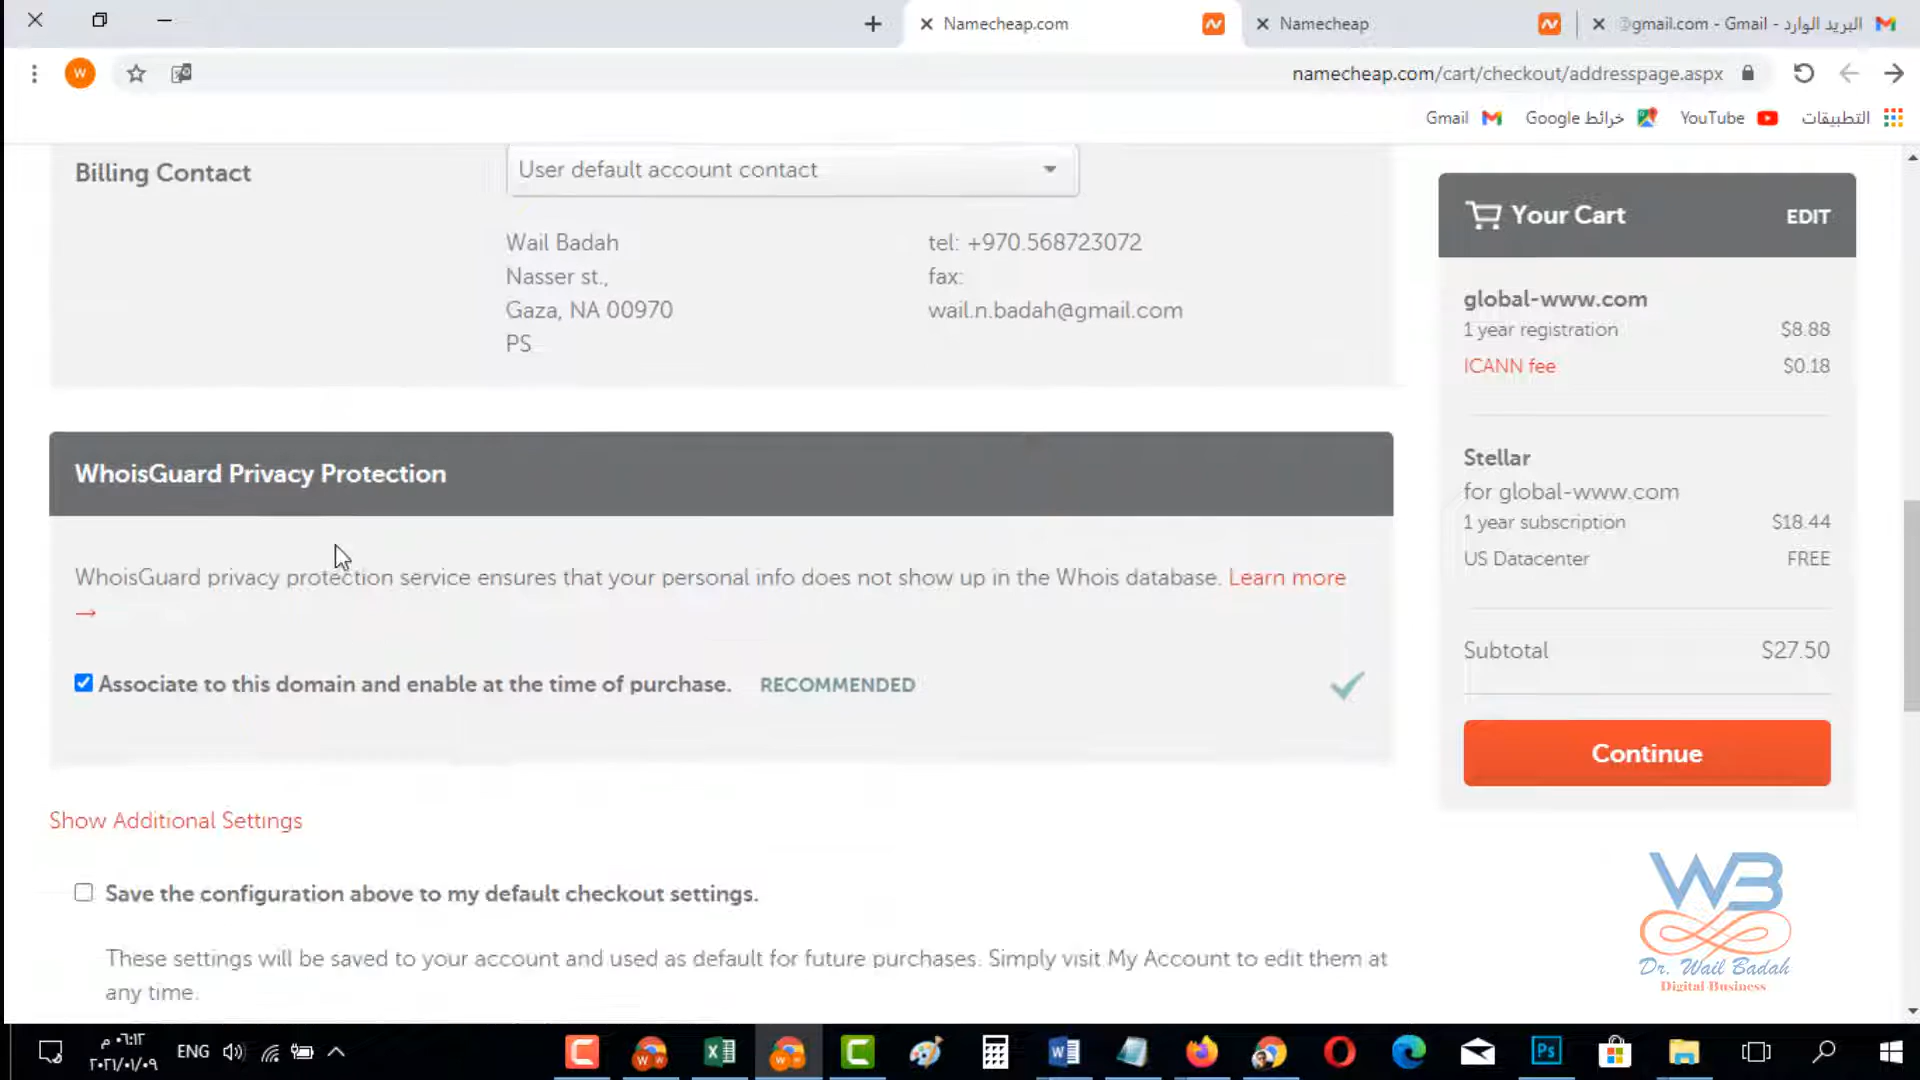 Namecheap.com
Namecheap
@gmail.com - Gmail - البريد الوارد
W
namecheap.com/cart/checkout/addresspage.aspx
Gmail
خرائط Google
YouTube
التطبيقات
Billing Contact
User default account contact
Wail Badah
Nasser st.,
Gaza, NA 00970
PS
tel: +970.568723072
fax:
wail.n.badah@gmail.com
WhoisGuard Privacy Protection
WhoisGuard privacy protection service ensures that your personal info does not show up in the Whois database. Learn more
→
Associate to this domain and enable at the time of purchase. RECOMMENDED
Show Additional Settings
Save the configuration above to my default checkout settings.
These settings will be saved to your account and used as default for future purchases. Simply visit My Account to edit them at
any time.
Your Cart EDIT
global-www.com
1 year registration $8.88
ICANN fee $0.18
Stellar
for global-www.com
1 year subscription $18.44
US Datacenter FREE
Subtotal $27.50
Continue
WB
Dr. Wail Badah
Digital Business
٠٦:١٢ م
٢٠٢١/٠١/٠٩
ENG
Ps